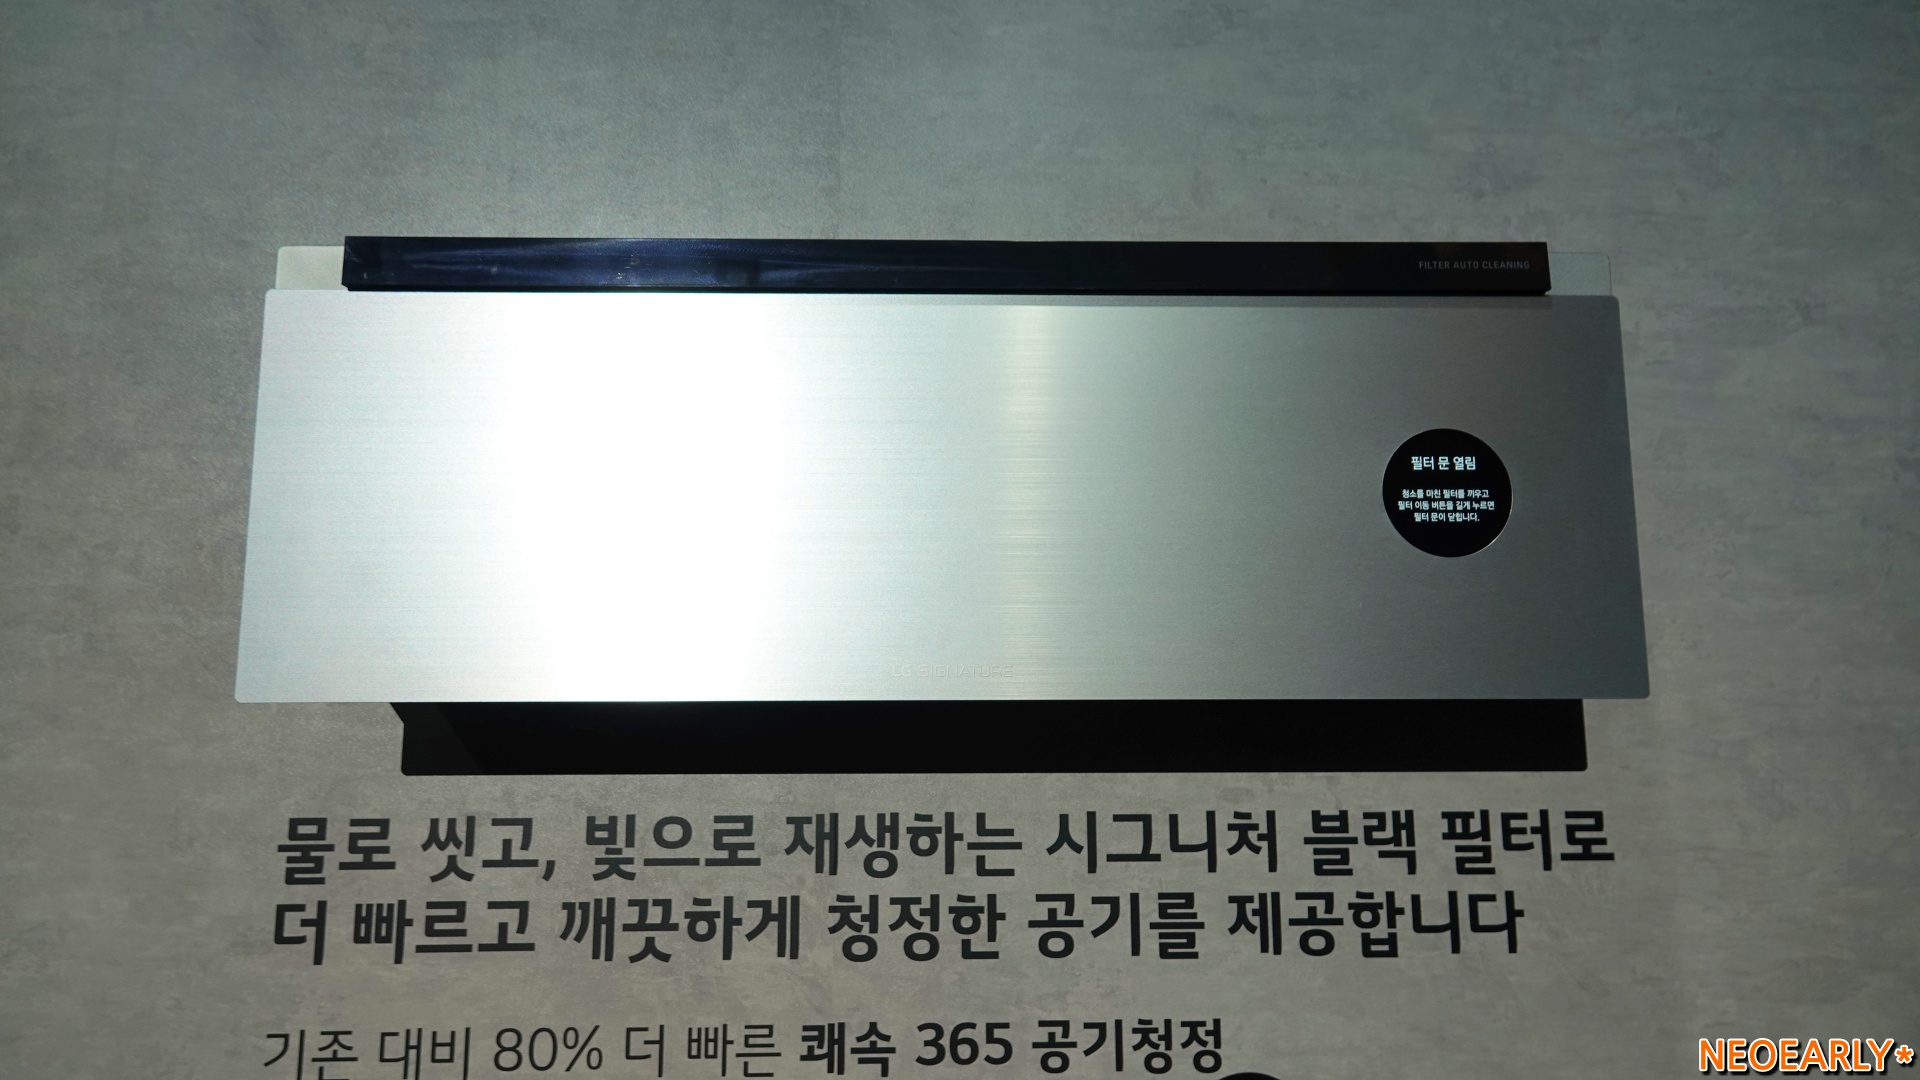 FILTER AUTO CLEANING
필터 문 열림
청소를 마친 필터를 끼우고
필터 이동 버튼을 길게 누르면
필터 문이 닫힙니다.
LG SIGNATURE
물로 씻고, 빛으로 재생하는 시그니처 블랙 필터로
더 빠르고 깨끗하게 청정한 공기를 제공합니다
기존 대비 80% 더 빠른 쾌속 365 공기청정
NEOEARLY*